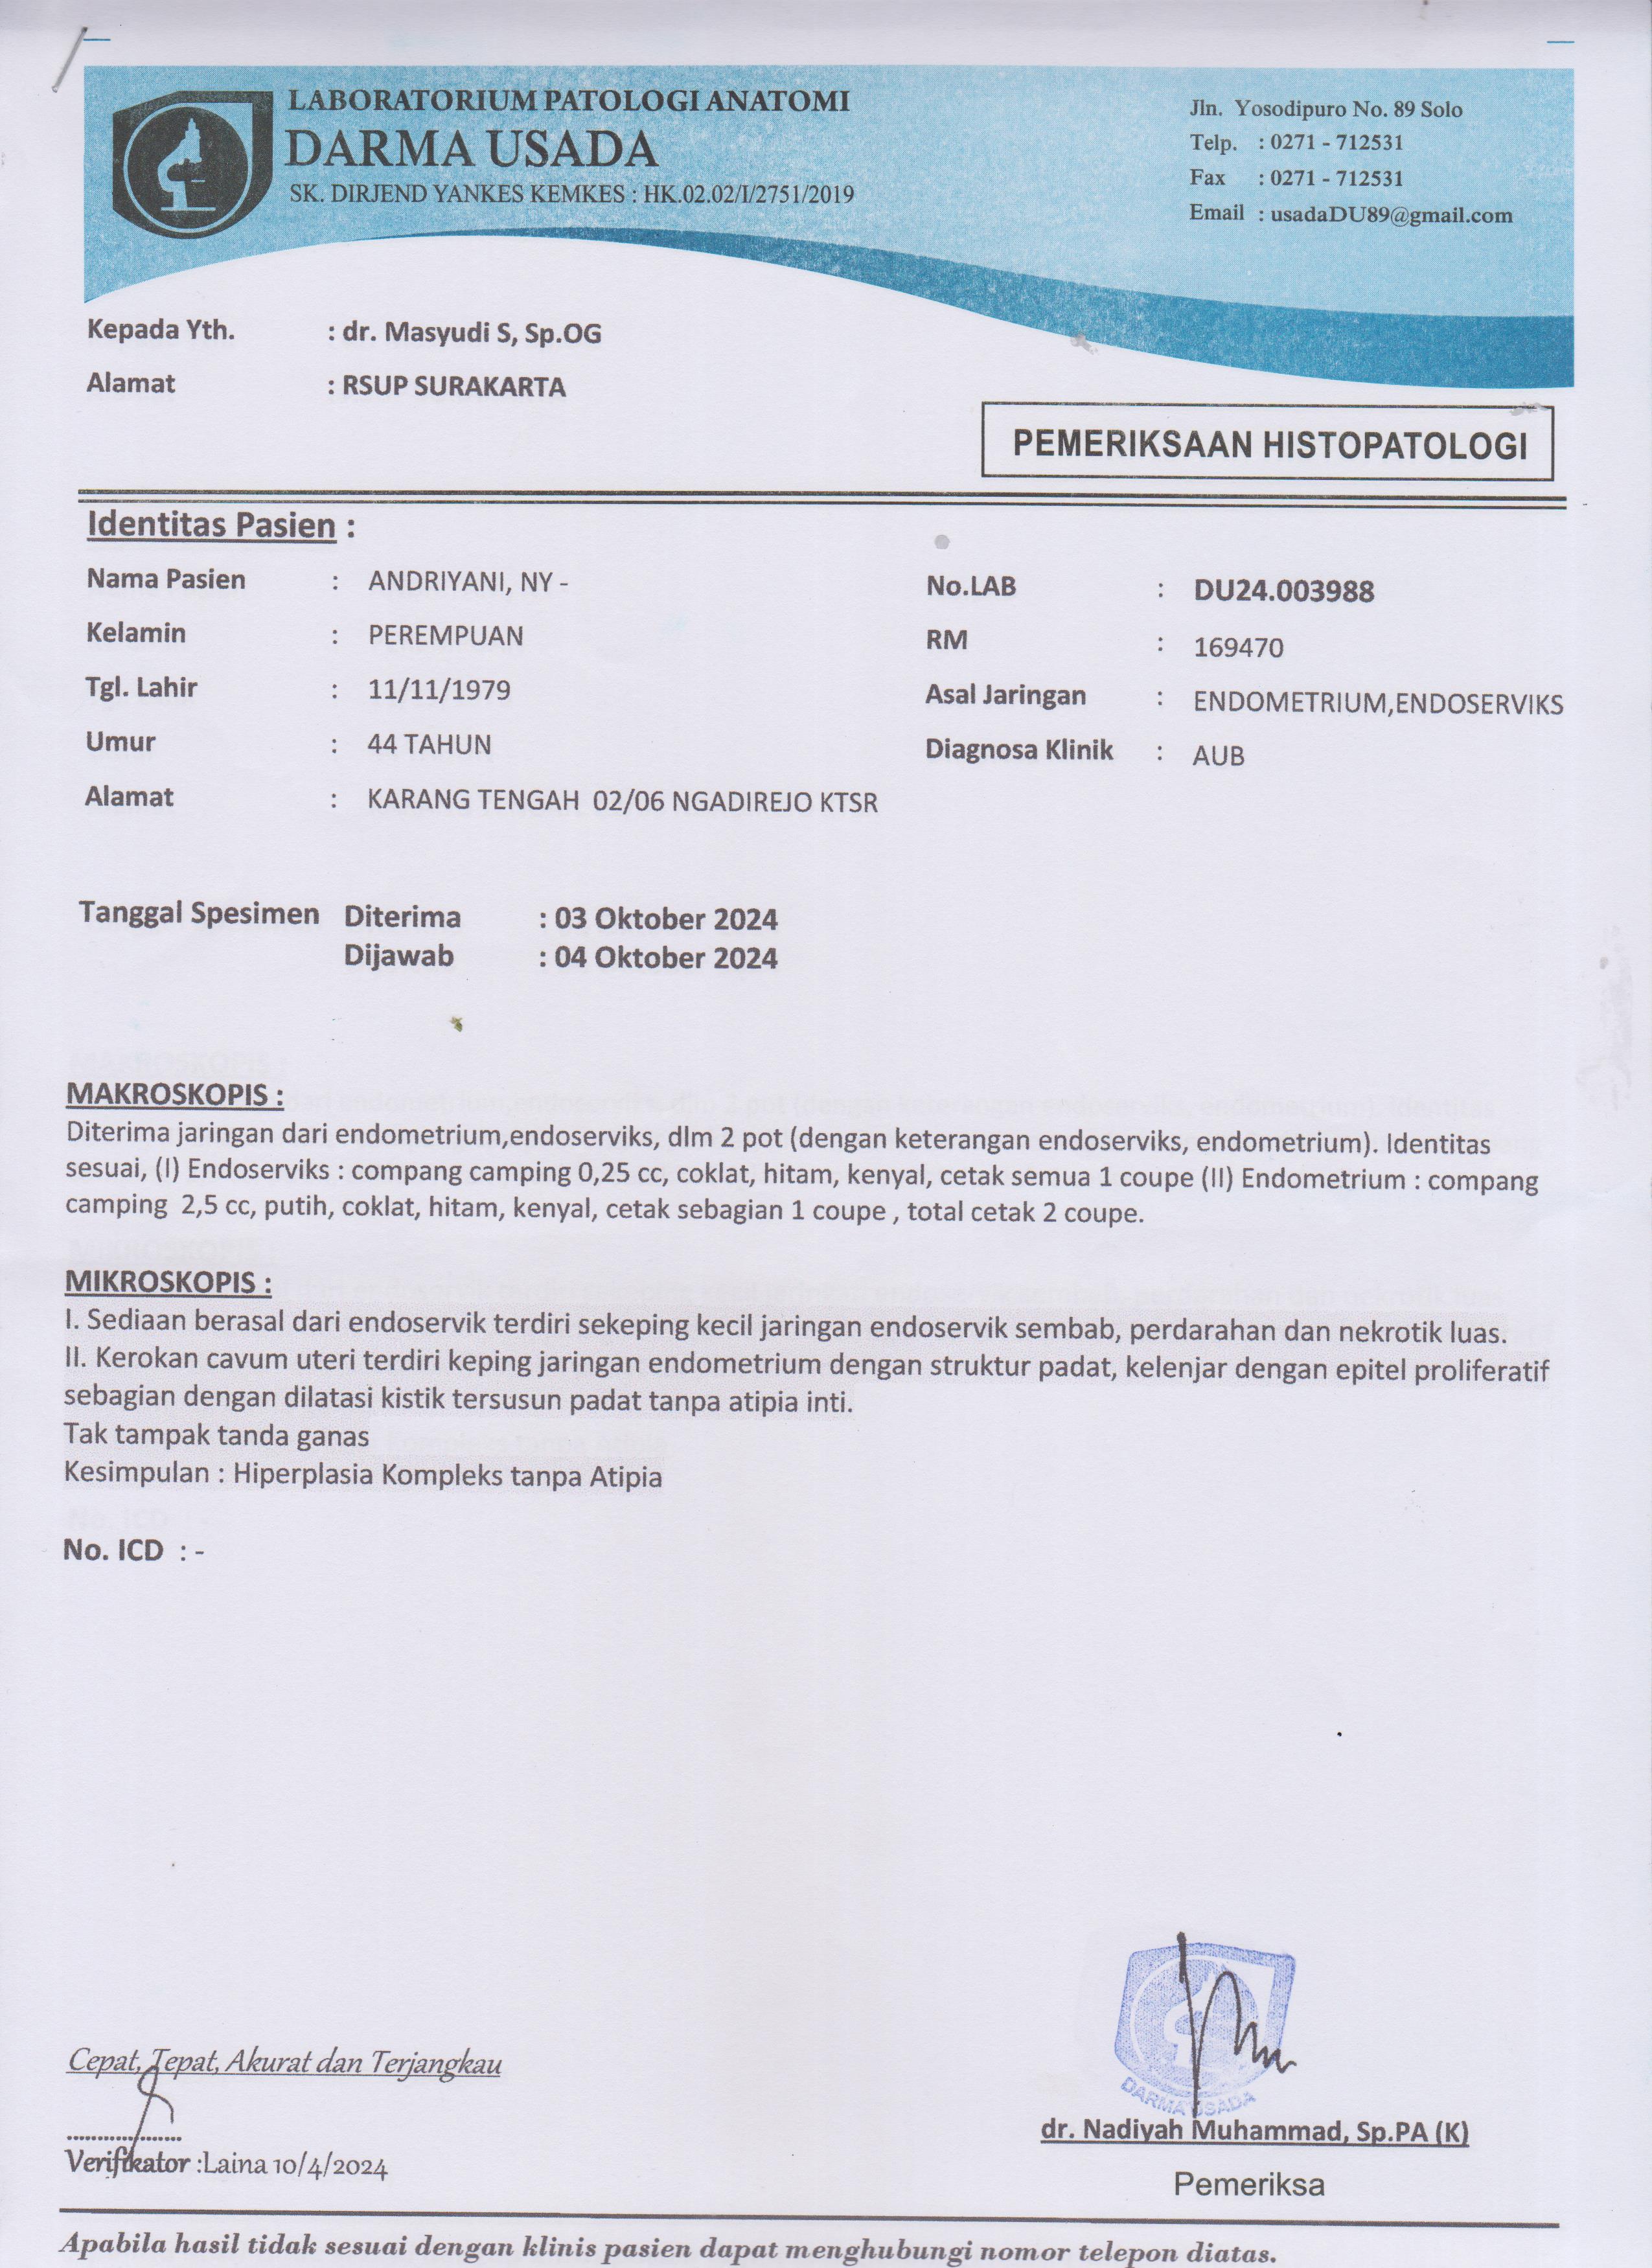 LABORATORIUM PATOLOGI ANATOMI
DARMA USADA
SK. DIRJEND YANKES KEMKES : HK.02.02/I/2751/2019
Jln. Yosodipuro No. 89 Solo
Telp. : 0271 - 712531
Fax : 0271 - 712531
Email : usadaDU89@gmail.com
Kepada Yth. : dr. Masyudi S, Sp.OG
Alamat : RSUP SURAKARTA
PEMERIKSAAN HISTOPATOLOGI
Identitas Pasien :
Nama Pasien : ANDRIYANI, NY -
Kelamin : PEREMPUAN
Tgl. Lahir : 11/11/1979
Umur : 44 TAHUN
Alamat : KARANG TENGAH 02/06 NGADIREJO KTSR
No.LAB : DU24.003988
RM : 169470
Asal Jaringan : ENDOMETRIUM,ENDOSERVIKS
Diagnosa Klinik : AUB
Tanggal Spesimen Diterima : 03 Oktober 2024
Dijawab : 04 Oktober 2024
MAKROSKOPIS :
Diterima jaringan dari endometrium,endoserviks, dlm 2 pot (dengan keterangan endoserviks, endometrium). Identitas
sesuai, (I) Endoserviks : compang camping 0,25 cc, coklat, hitam, kenyal, cetak semua 1 coupe (II) Endometrium : compang
camping 2,5 cc, putih, coklat, hitam, kenyal, cetak sebagian 1 coupe , total cetak 2 coupe.
MIKROSKOPIS :
I. Sediaan berasal dari endoservik terdiri sekeping kecil jaringan endoservik sembab, perdarahan dan nekrotik luas.
II. Kerokan cavum uteri terdiri keping jaringan endometrium dengan struktur padat, kelenjar dengan epitel proliferatif
sebagian dengan dilatasi kistik tersusun padat tanpa atipia inti.
Tak tampak tanda ganas
Kesimpulan : Hiperplasia Kompleks tanpa Atipia
No. ICD : -
DARMA USADA
Cepat, Tepat, Akurat dan Terjangkau
...................
Verifikator :Laina 10/4/2024
dr. Nadiyah Muhammad, Sp.PA (K)
Pemeriksa
Apabila hasil tidak sesuai dengan klinis pasien dapat menghubungi nomor telepon diatas.